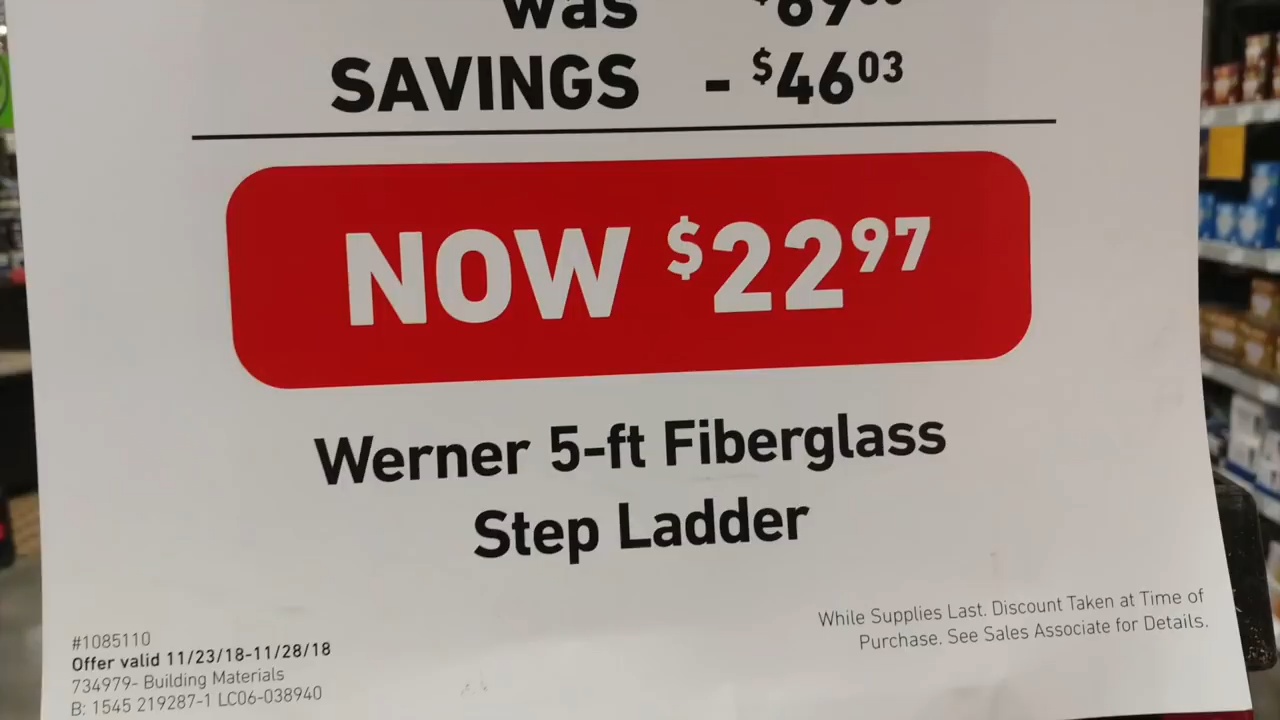 was $69
SAVINGS - $46 03
NOW $22 97
Werner 5-ft Fiberglass
Step Ladder
While Supplies Last. Discount Taken at Time of
Purchase. See Sales Associate for Details.
#1085110
Offer valid 11/23/18-11/28/18
734979- Building Materials
B: 1545 219287-1 LC06-038940